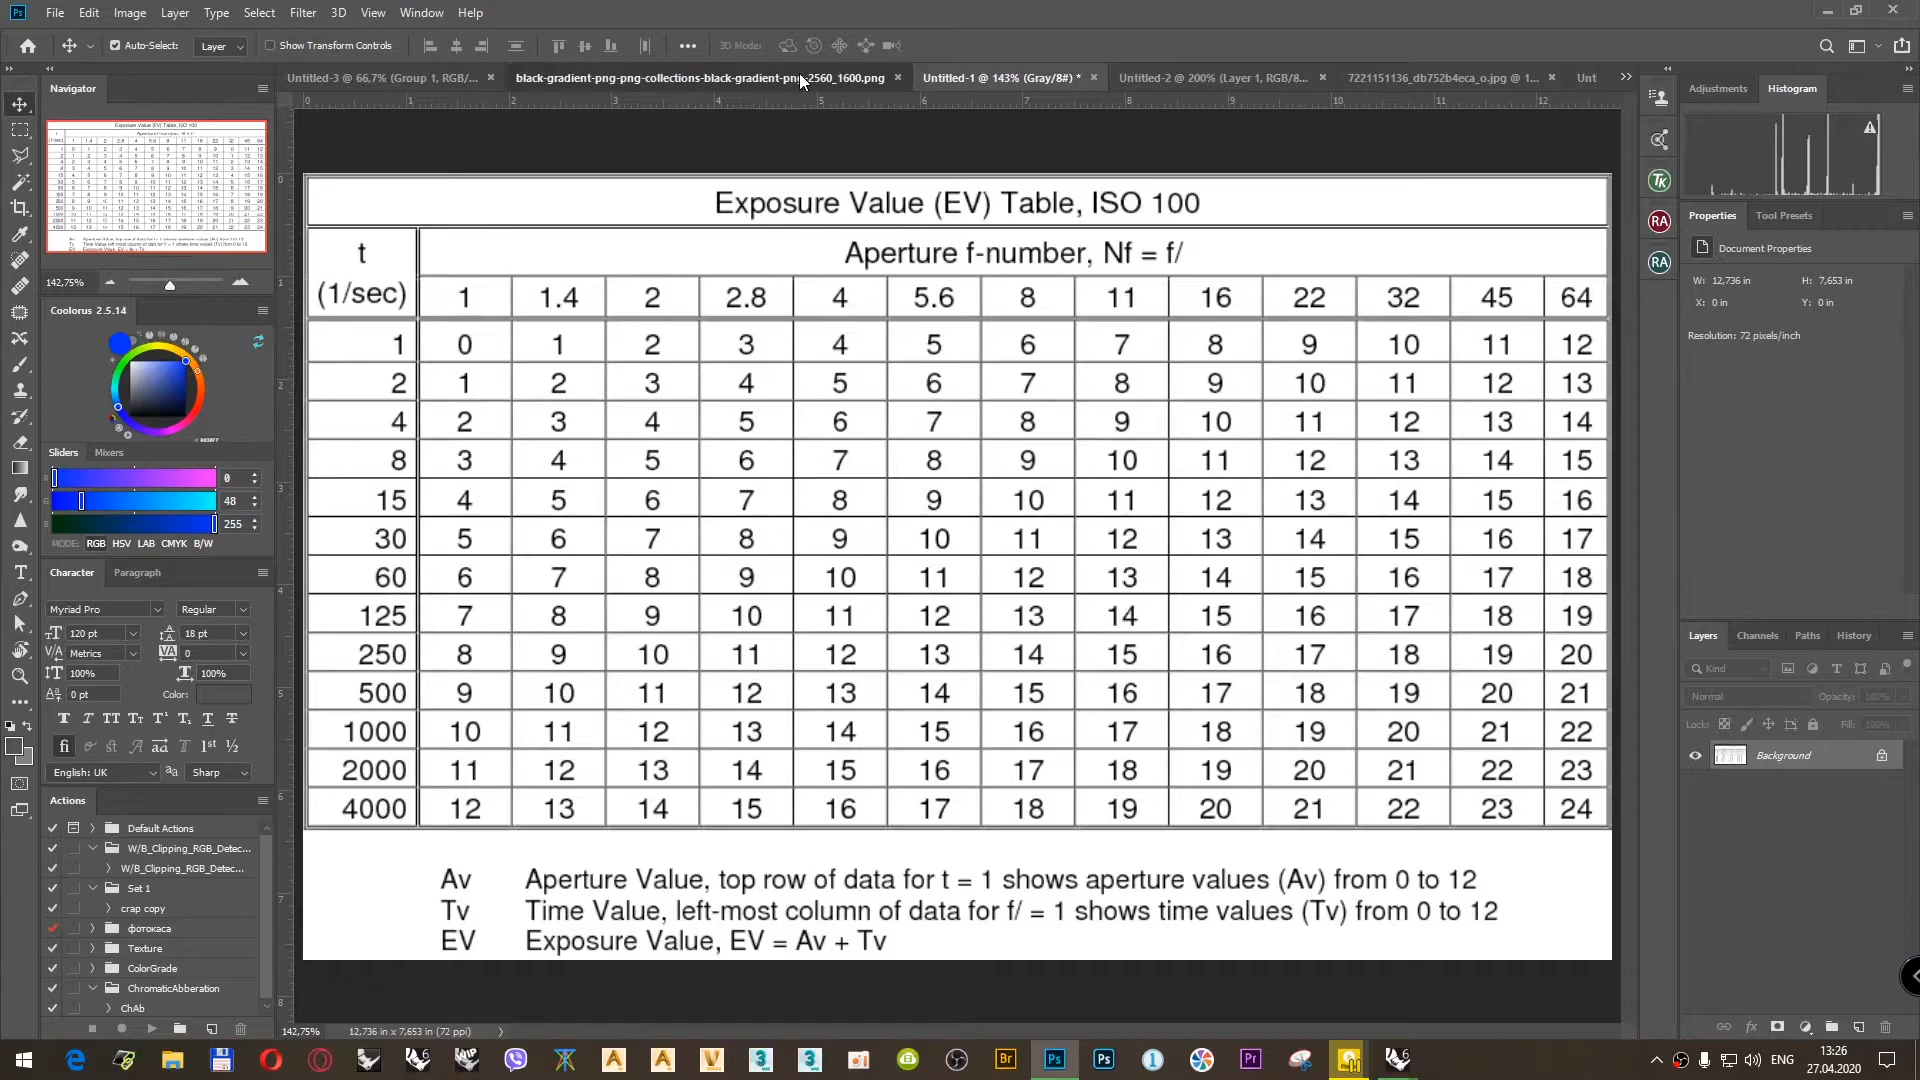 File Edit Image Layer Type Select Filter 3D View Window Help
Auto-Select: Layer Show Transform Controls 3D Mode:
Untitled-3 @ 66,7% (Group 1, RGB/... × black-gradient-png-png-collections-black-gradient-png-2560_1600.png × Untitled-1 @ 143% (Gray/8#) * × Untitled-2 @ 200% (Layer 1, RGB/8... × 7221151136_db752b4eca_o.jpg @ 1... × Unt
Navigator
142,75%
Colorus 2.5.14
0030FF
Sliders Mixers
R 0
G 48
B 255
MODE: RGB HSV LAB CMYK B/W
Character Paragraph
Myriad Pro Regular
120 pt 18 pt
Metrics 0
100% 100%
0 pt Color:
English: UK Sharp
Actions
Default Actions
W/B_Clipping_RGB_Detec...
W/B_Clipping_RGB_Detec...
Set 1
crap copy
фотокаса
Texture
ColorGrade
ChromaticAbberation
ChAb
Exposure Value (EV) Table, ISO 100
t Aperture f-number, Nf = f/
(1/sec) 1 1.4 2 2.8 4 5.6 8 11 16 22 32 45 64
1 0 1 2 3 4 5 6 7 8 9 10 11 12
2 1 2 3 4 5 6 7 8 9 10 11 12 13
4 2 3 4 5 6 7 8 9 10 11 12 13 14
8 3 4 5 6 7 8 9 10 11 12 13 14 15
15 4 5 6 7 8 9 10 11 12 13 14 15 16
30 5 6 7 8 9 10 11 12 13 14 15 16 17
60 6 7 8 9 10 11 12 13 14 15 16 17 18
125 7 8 9 10 11 12 13 14 15 16 17 18 19
250 8 9 10 11 12 13 14 15 16 17 18 19 20
500 9 10 11 12 13 14 15 16 17 18 19 20 21
1000 10 11 12 13 14 15 16 17 18 19 20 21 22
2000 11 12 13 14 15 16 17 18 19 20 21 22 23
4000 12 13 14 15 16 17 18 19 20 21 22 23 24
Av Aperture Value, top row of data for t = 1 shows aperture values (Av) from 0 to 12
Tv Time Value, left-most column of data for f/ = 1 shows time values (Tv) from 0 to 12
EV Exposure Value, EV = Av + Tv
142,75% 12,736 in x 7,653 in (72 ppi)
Adjustments Histogram
Properties Tool Presets
Document Properties
W: 12,736 in H: 7,653 in
X: 0 in Y: 0 in
Resolution: 72 pixels/inch
Layers Channels Paths History
Kind
Normal Opacity: 100%
Lock: Fill: 100%
Background
ENG 13:26
27.04.2020